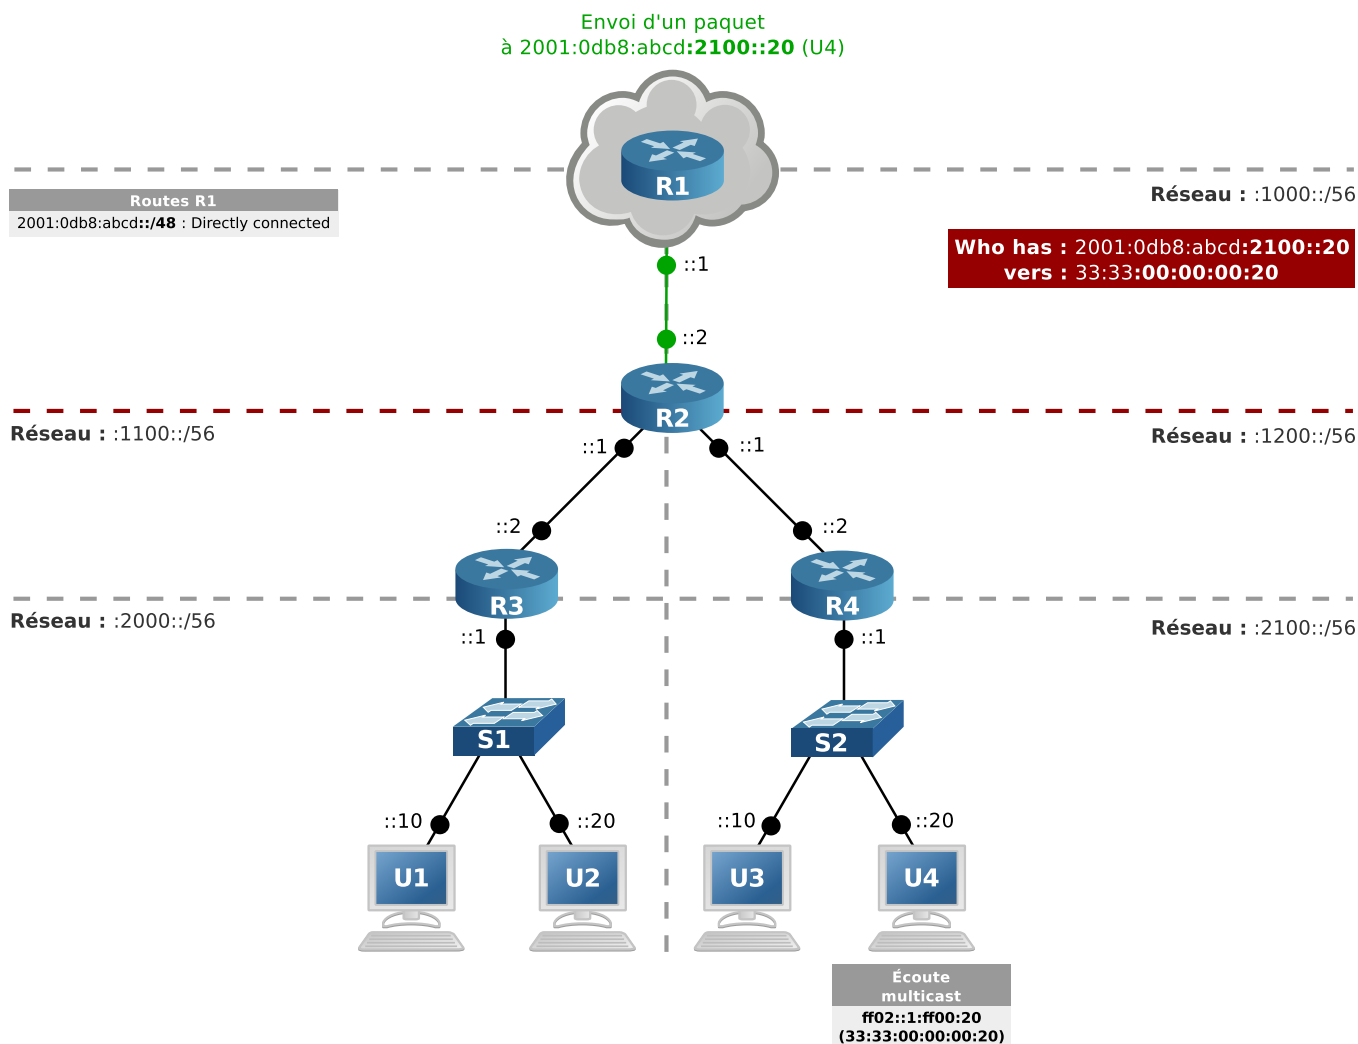 Envoi d'un paquet
à 2001:0db8:abcd:2100::20 (U4)
R1
Réseau : :1000::/56
Routes R1
2001:0db8:abcd::/48 : Directly connected
Who has : 2001:0db8:abcd:2100::20
vers : 33:33:00:00:00:20
::1
::2
R2
Réseau : :1100::/56
Réseau : :1200::/56
::1
::1
::2
::2
R3
R4
Réseau : :2000::/56
Réseau : :2100::/56
::1
::1
S1
S2
::10
::20
::10
::20
U1
U2
U3
U4
Écoute
multicast
ff02::1:ff00:20
(33:33:00:00:00:20)